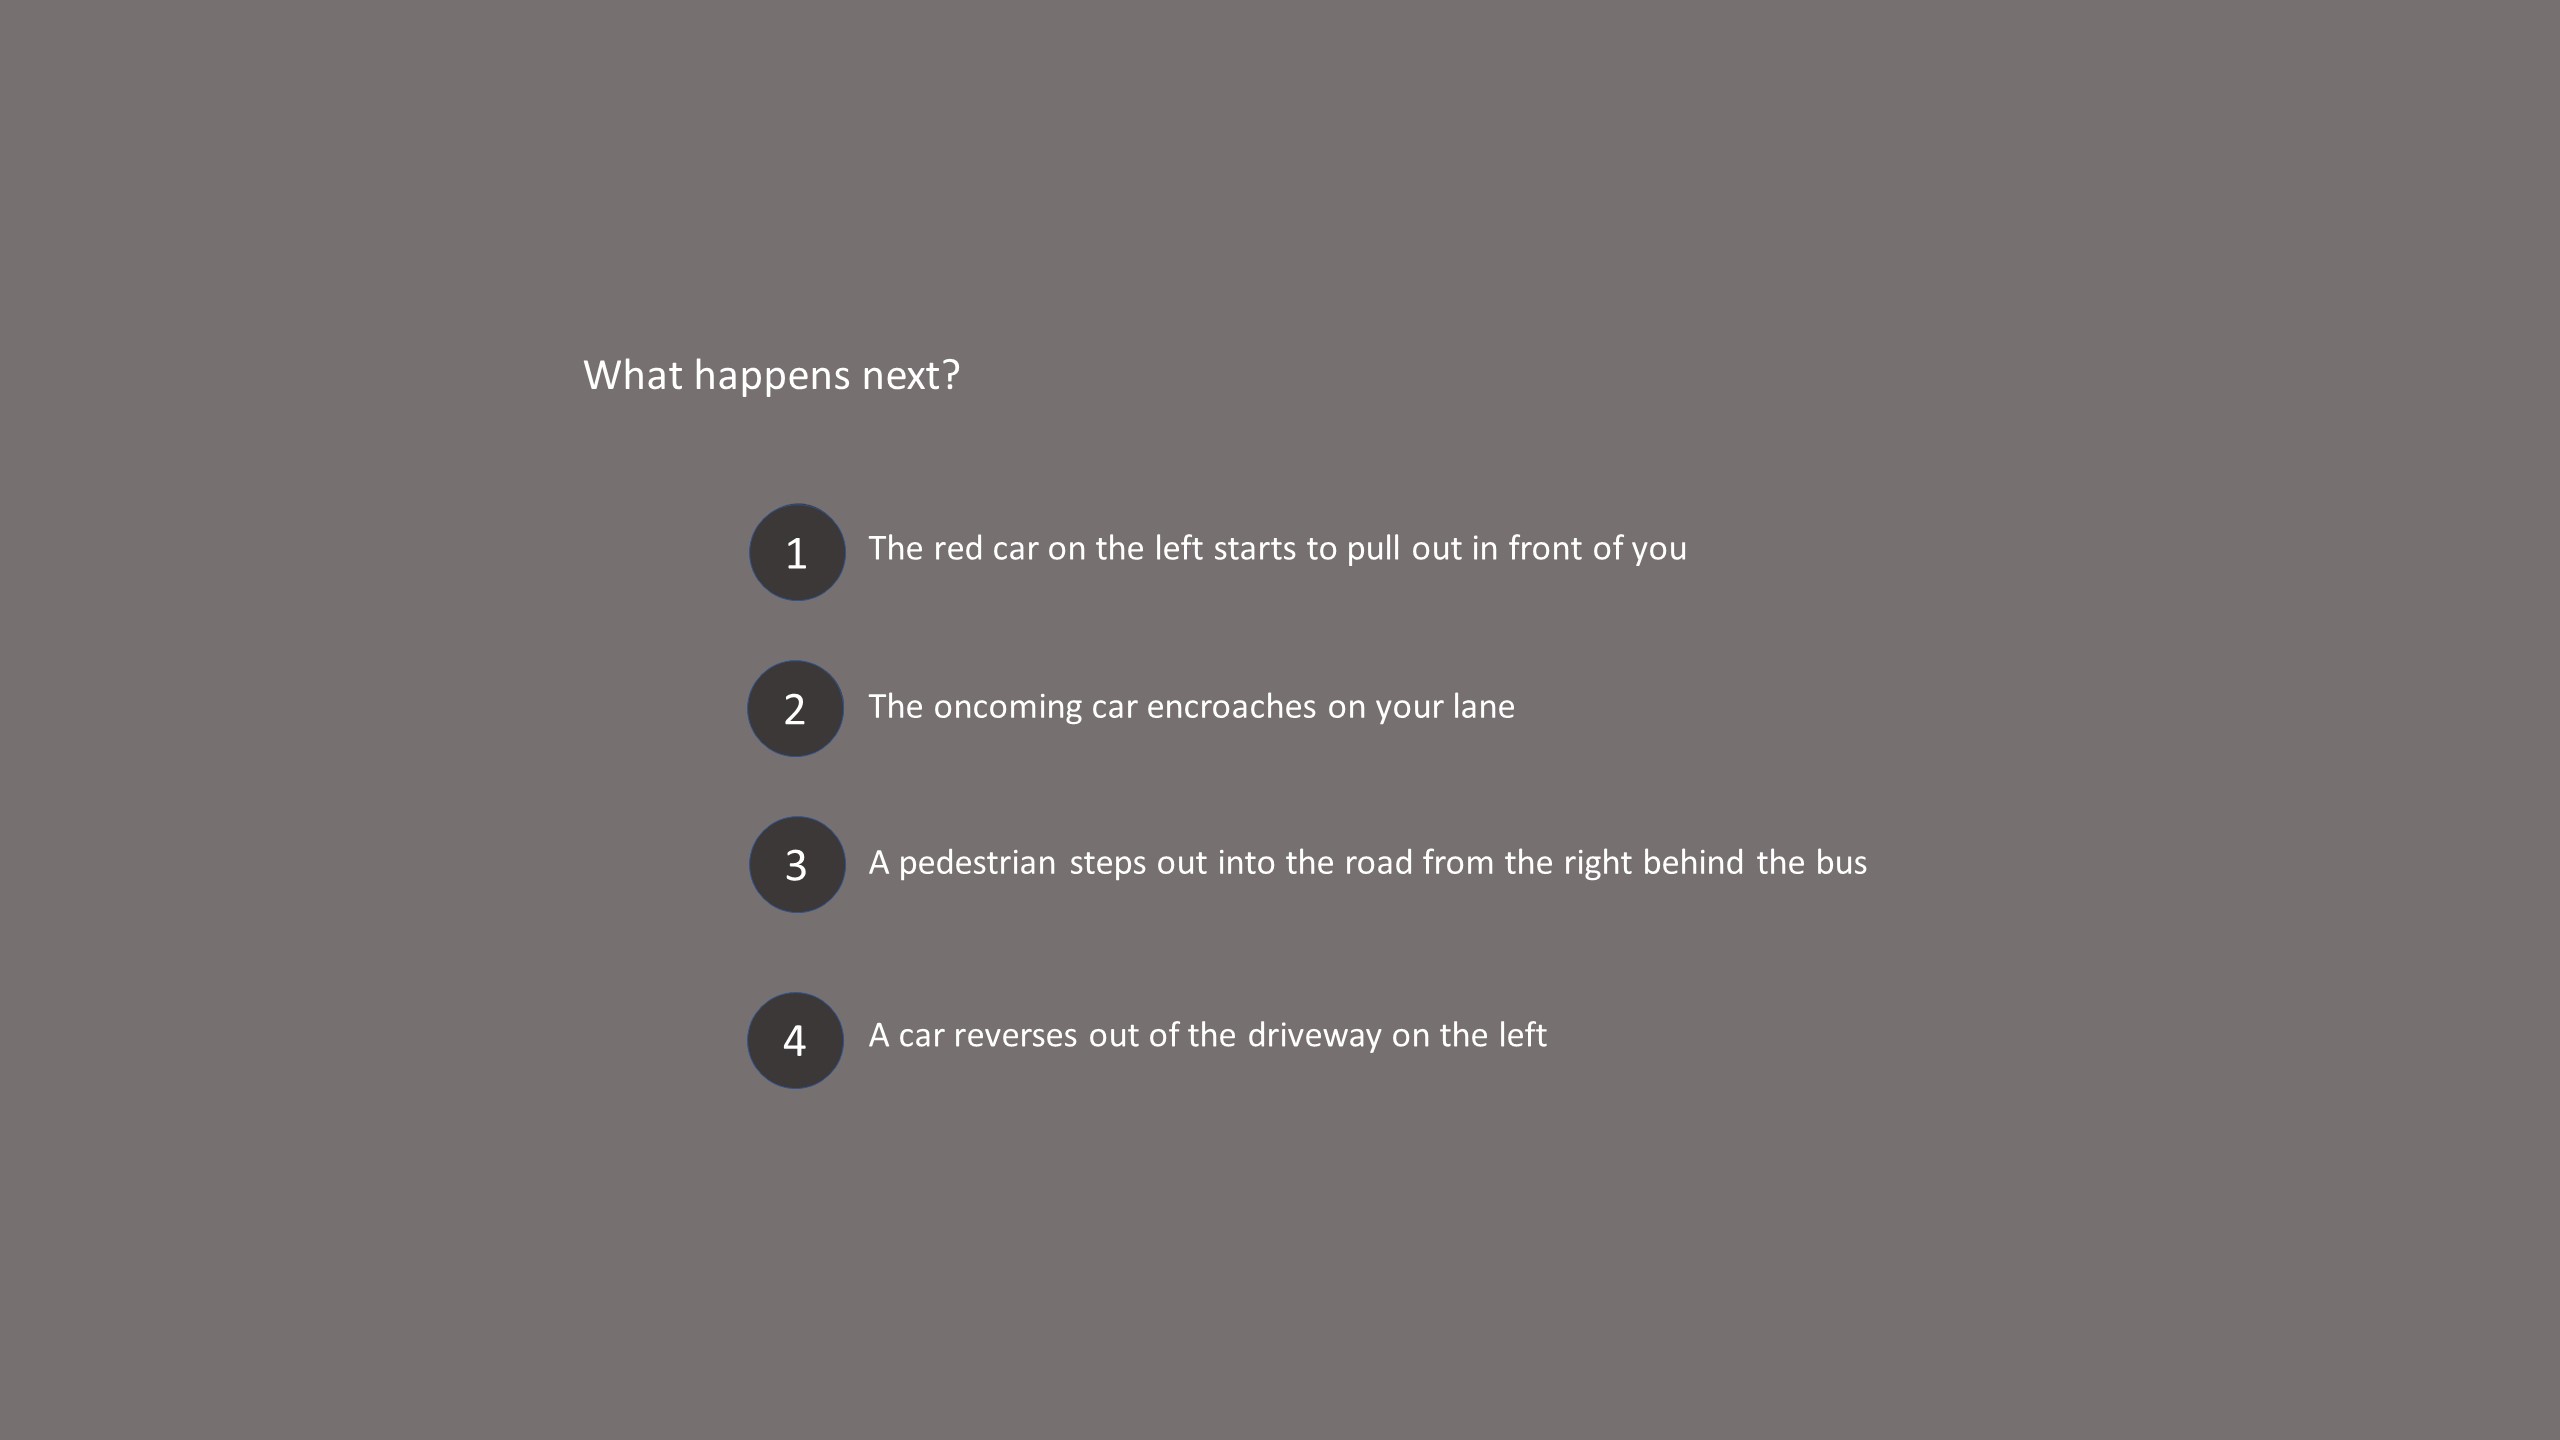 What happens next?
1 The red car on the left starts to pull out in front of you
2 The oncoming car encroaches on your lane
3 A pedestrian steps out into the road from the right behind the bus
4 A car reverses out of the driveway on the left